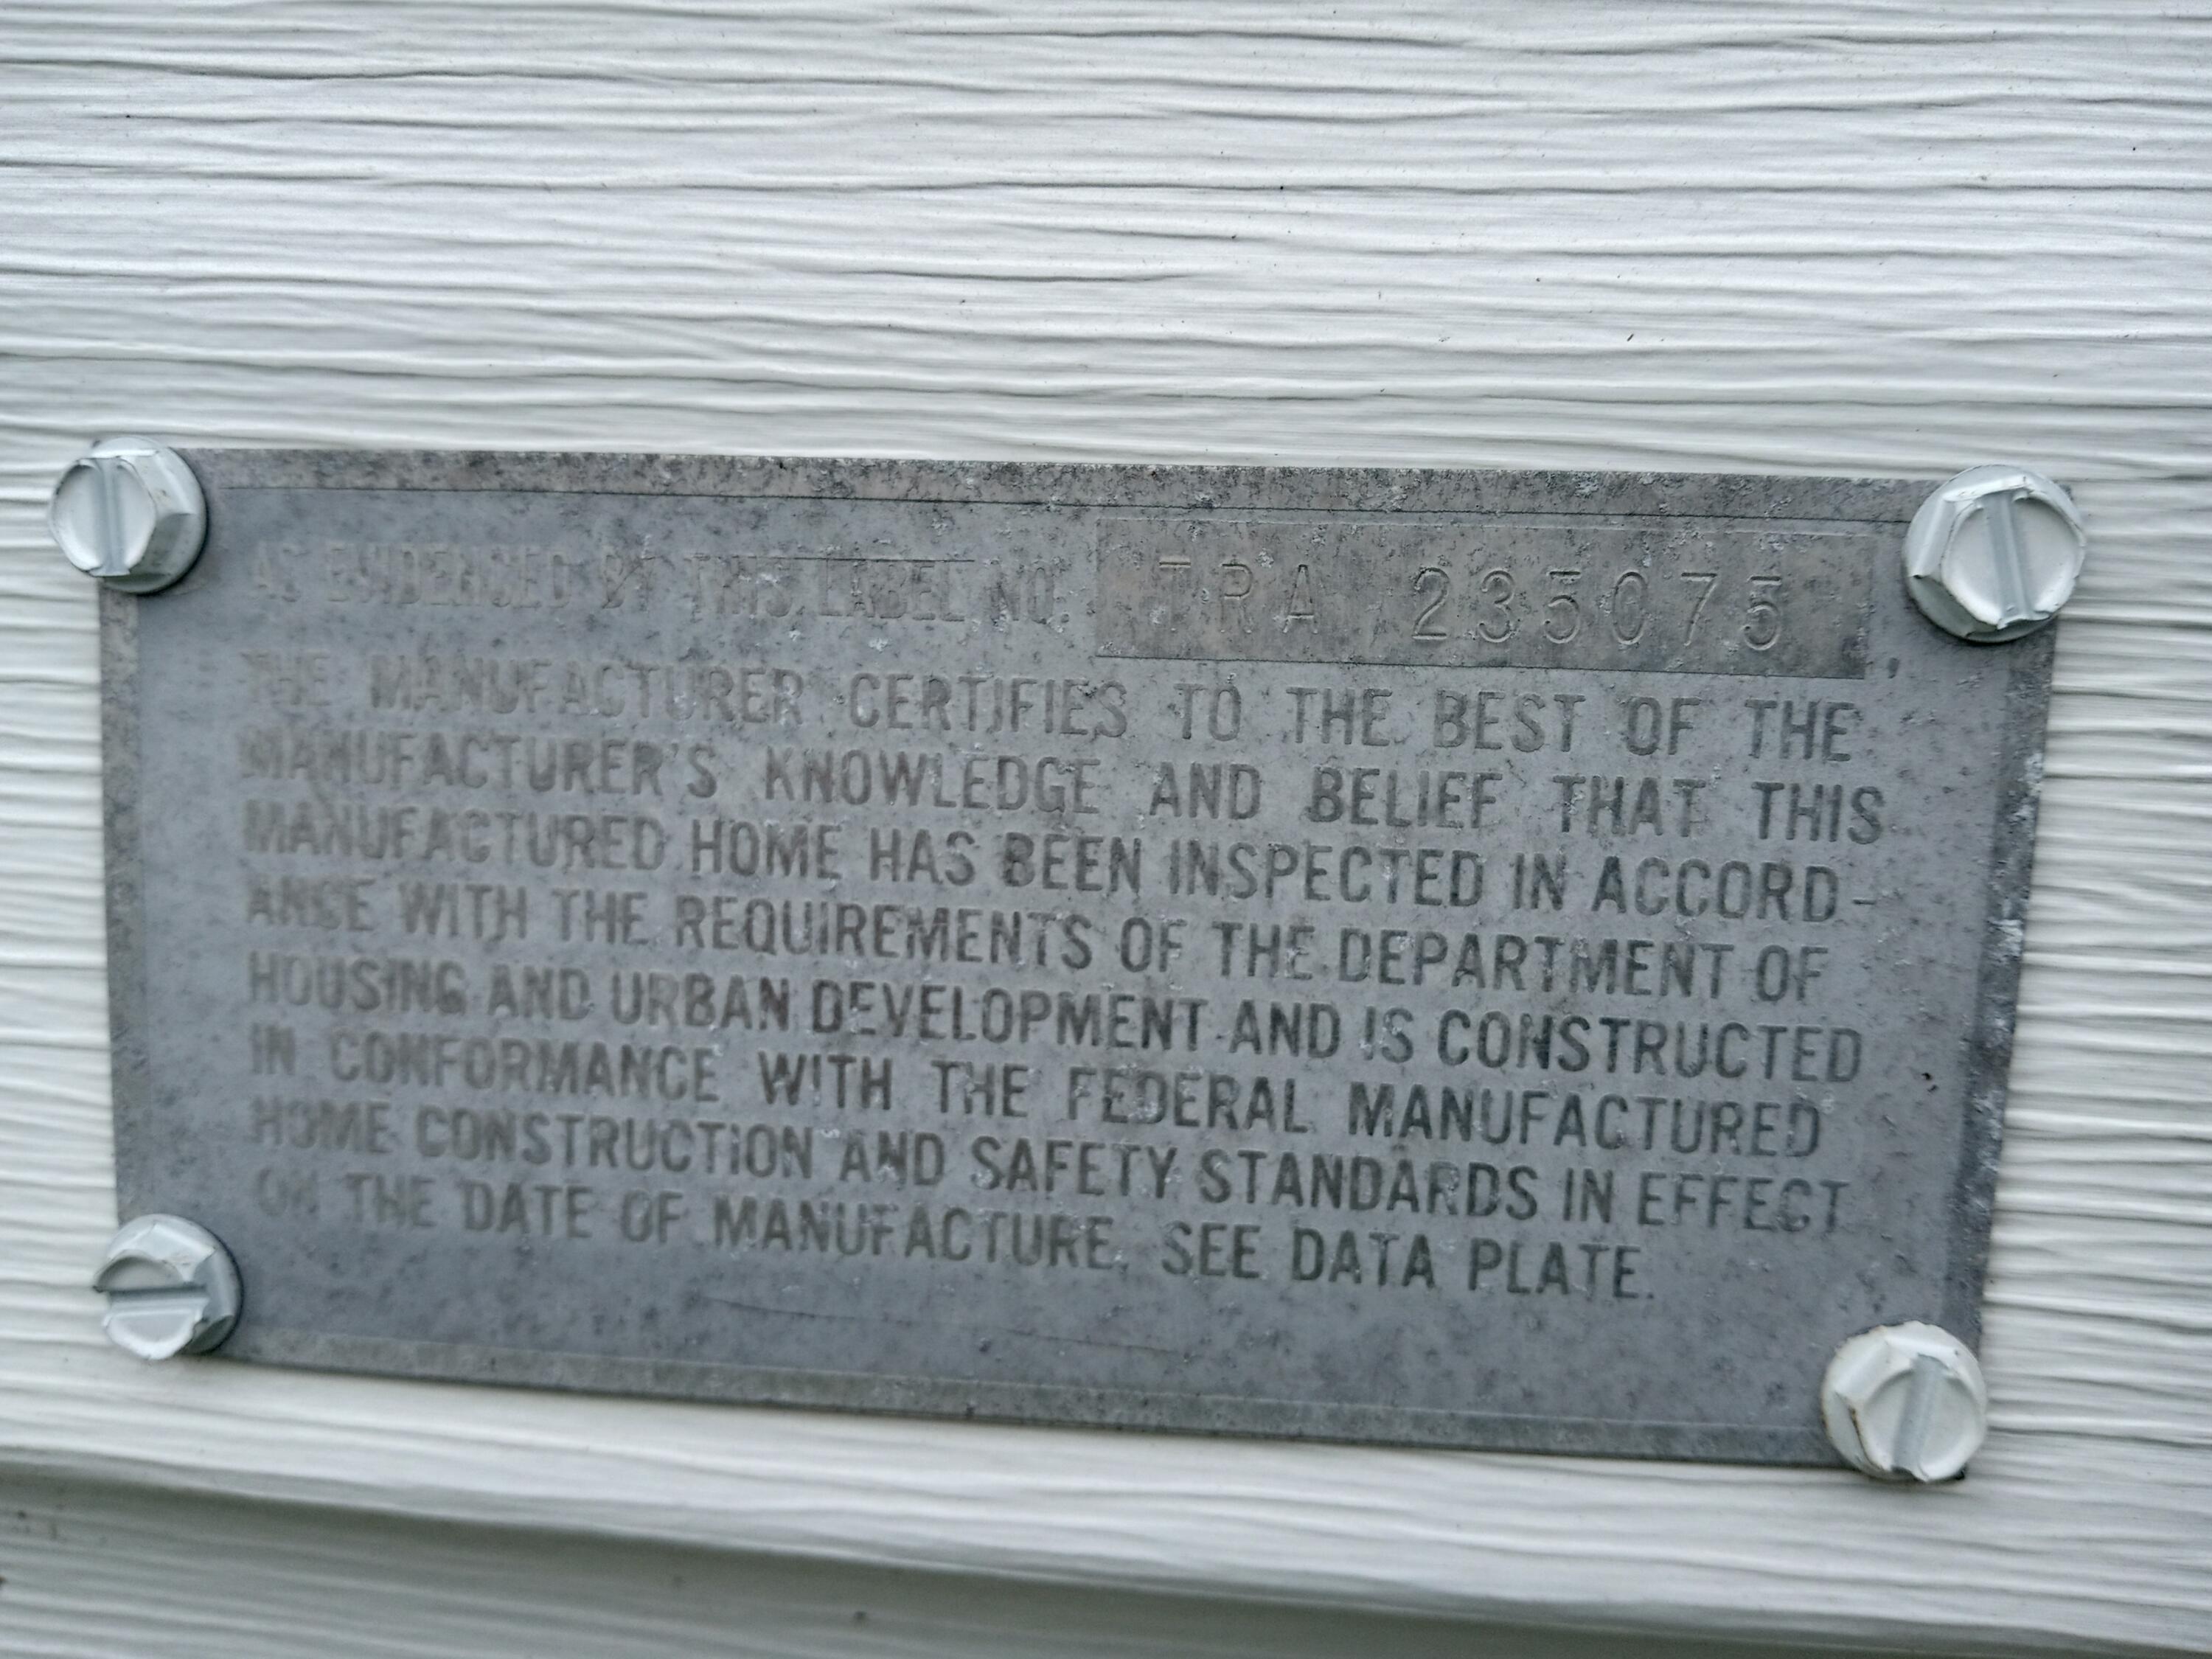 AS EVIDENCED BY THIS LABEL NO. TRA 235075,
THE MANUFACTURER CERTIFIES TO THE BEST OF THE
MANUFACTURER'S KNOWLEDGE AND BELIEF THAT THIS
MANUFACTURED HOME HAS BEEN INSPECTED IN ACCORD-
ANCE WITH THE REQUIREMENTS OF THE DEPARTMENT OF
HOUSING AND URBAN DEVELOPMENT AND IS CONSTRUCTED
IN CONFORMANCE WITH THE FEDERAL MANUFACTURED
HOME CONSTRUCTION AND SAFETY STANDARDS IN EFFECT
ON THE DATE OF MANUFACTURE. SEE DATA PLATE.